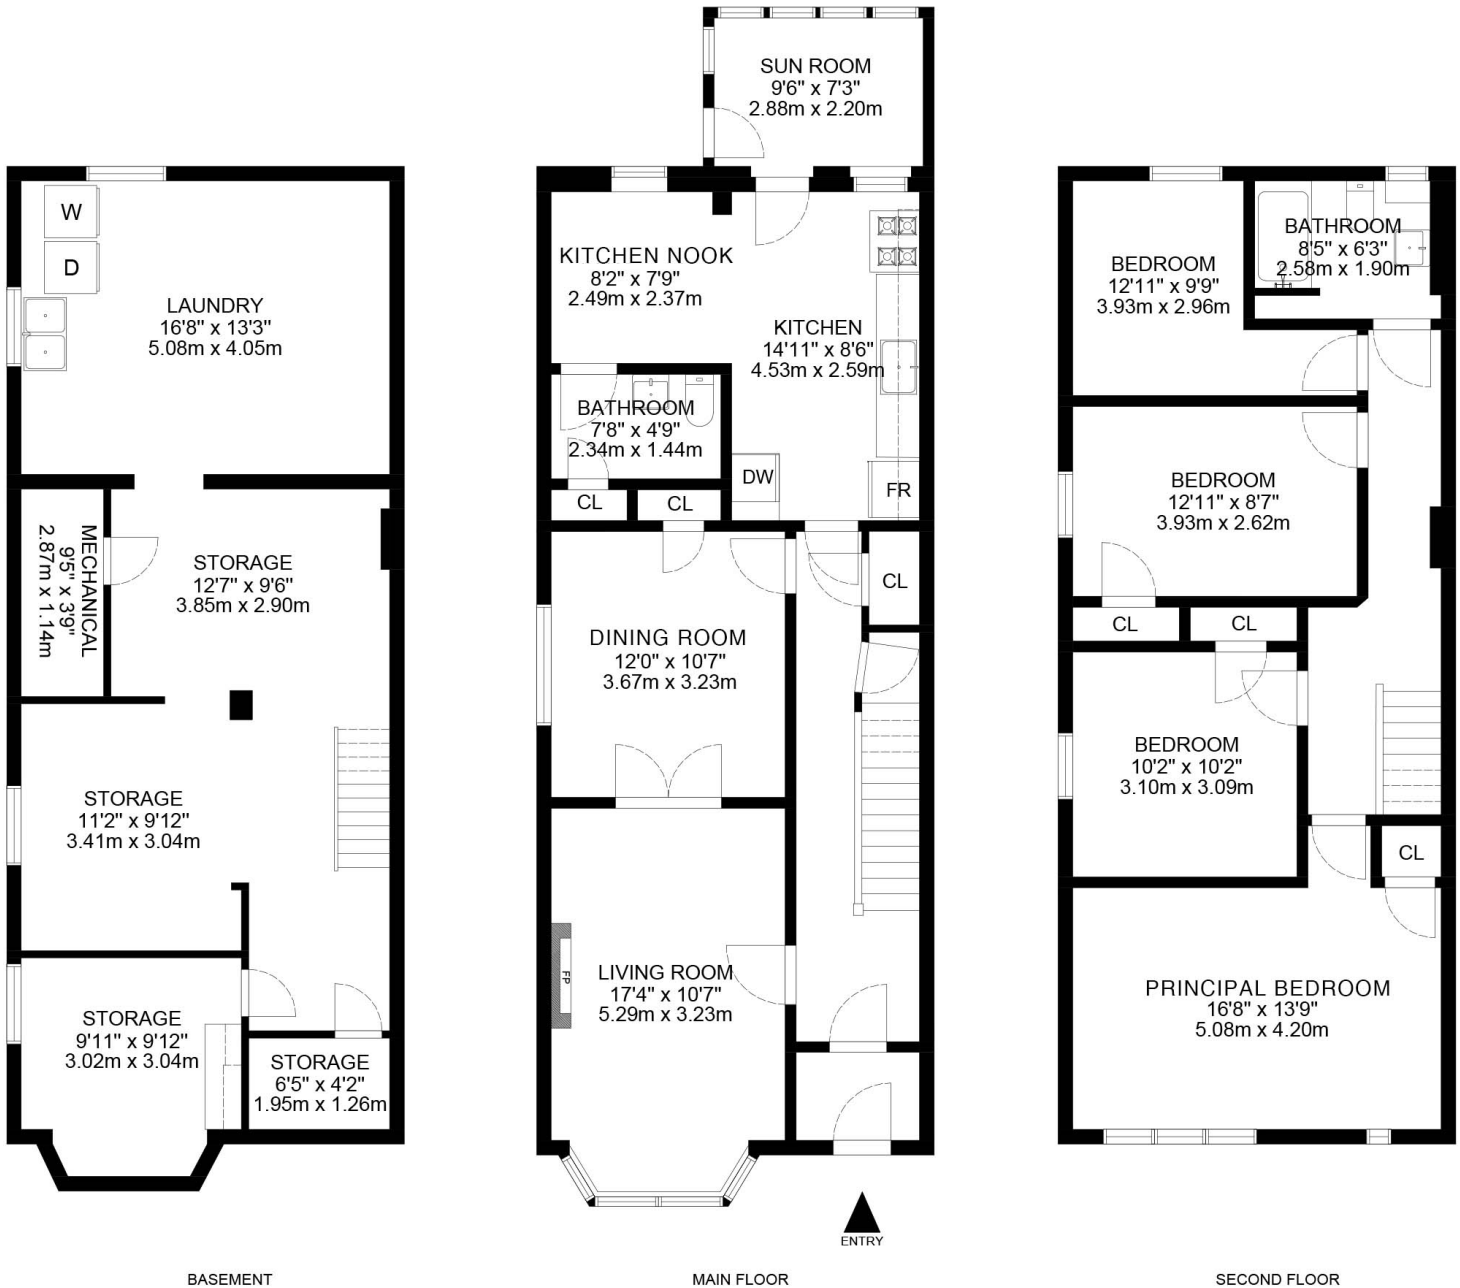 W
D
LAUNDRY
16'8" x 13'3"
5.08m x 4.05m
MECHANICAL
9'5" x 3'9"
2.87m x 1.14m
STORAGE
12'7" x 9'6"
3.85m x 2.90m
STORAGE
11'2" x 9'12"
3.41m x 3.04m
STORAGE
9'11" x 9'12"
3.02m x 3.04m
STORAGE
6'5" x 4'2"
1.95m x 1.26m
BASEMENT
SUN ROOM
9'6" x 7'3"
2.88m x 2.20m
KITCHEN NOOK
8'2" x 7'9"
2.49m x 2.37m
KITCHEN
14'11" x 8'6"
4.53m x 2.59m
BATHROOM
7'8" x 4'9"
2.34m x 1.44m
DW
FR
CL
CL
CL
DINING ROOM
12'0" x 10'7"
3.67m x 3.23m
FP
LIVING ROOM
17'4" x 10'7"
5.29m x 3.23m
ENTRY
MAIN FLOOR
BATHROOM
8'5" x 6'3"
2.58m x 1.90m
BEDROOM
12'11" x 9'9"
3.93m x 2.96m
BEDROOM
12'11" x 8'7"
3.93m x 2.62m
CL
CL
BEDROOM
10'2" x 10'2"
3.10m x 3.09m
CL
PRINCIPAL BEDROOM
16'8" x 13'9"
5.08m x 4.20m
SECOND FLOOR